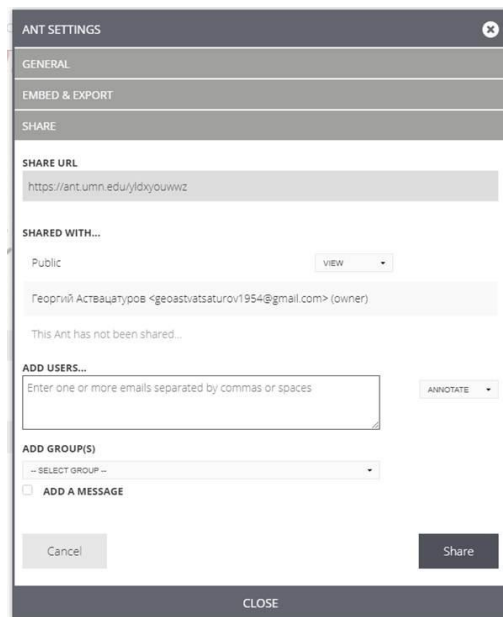 ANT SETTINGS
GENERAL
EMBED & EXPORT
SHARE
SHARE URL
https://ant.umn.edu/yldxyouwwz
SHARED WITH...
Public VIEW
Георгий Аствацатуров <geoastvatsaturov1954@gmail.com> (owner)
This Ant has not been shared...
ADD USERS...
Enter one or more emails separated by commas or spaces ANNOTATE
ADD GROUP(S)
-- SELECT GROUP --
ADD A MESSAGE
Cancel Share
CLOSE